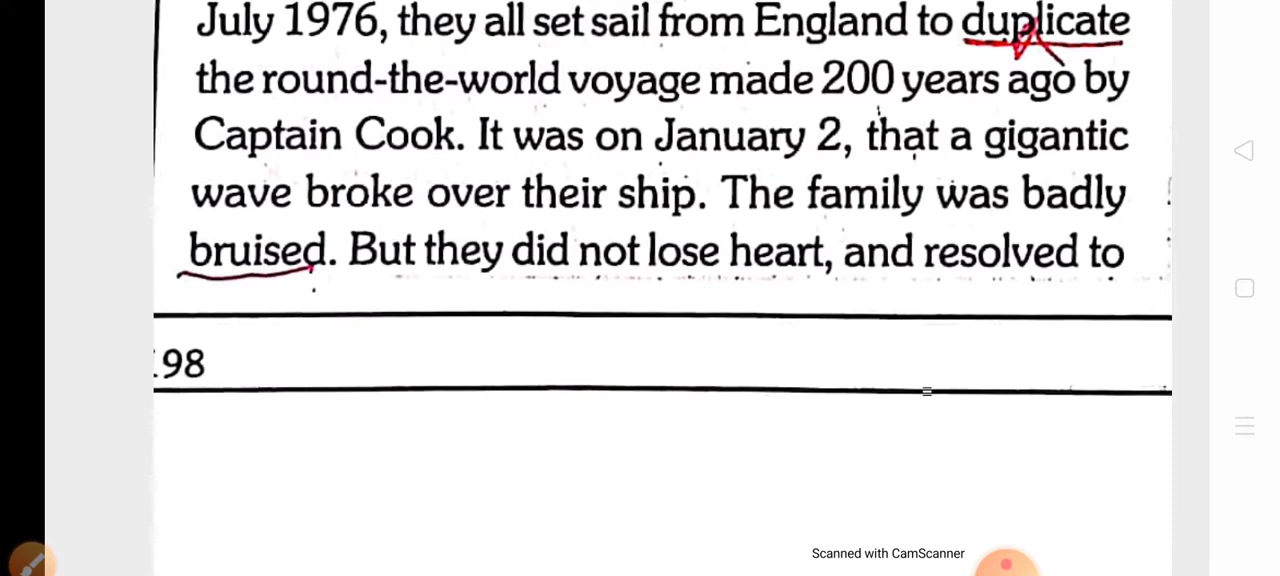 July 1976, they all set sail from England to duplicate
the round-the-world voyage made 200 years ago by
Captain Cook. It was on January 2, that a gigantic
wave broke over their ship. The family was badly
bruised. But they did not lose heart, and resolved to
98
Scanned with CamScanner